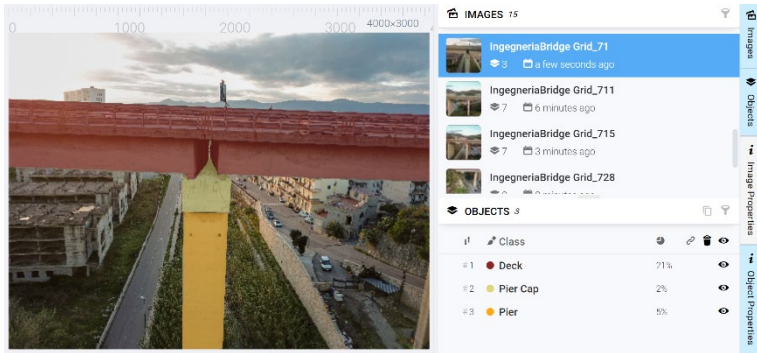 0 1000 2000 3000 4000x3000
IMAGES 15
IngegneriaBridge Grid_71
3 a few seconds ago
IngegneriaBridge Grid_711
7 6 minutes ago
IngegneriaBridge Grid_715
7 3 minutes ago
IngegneriaBridge Grid_728
OBJECTS 3
Class
#1 Deck 21%
#2 Pier Cap 2%
#3 Pier 5%
Images
Objects
Image Properties
Object Properties